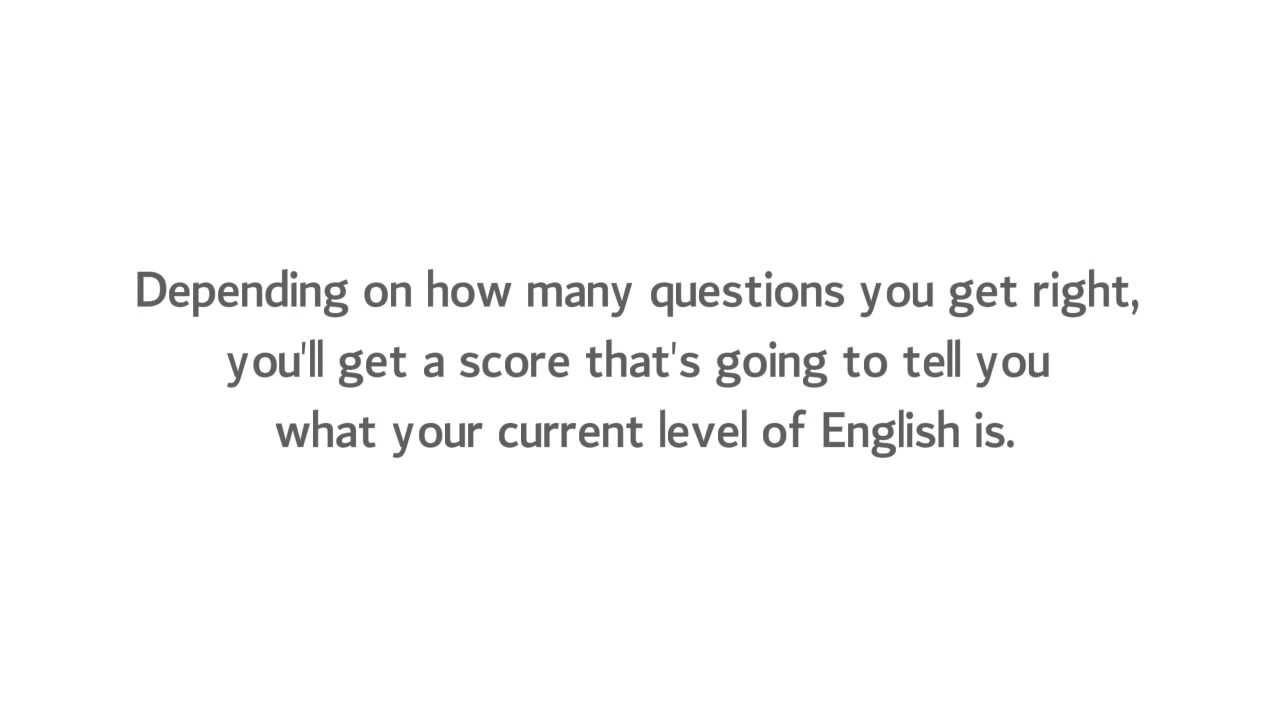 Depending on how many questions you get right,
you'll get a score that's going to tell you
what your current level of English is.